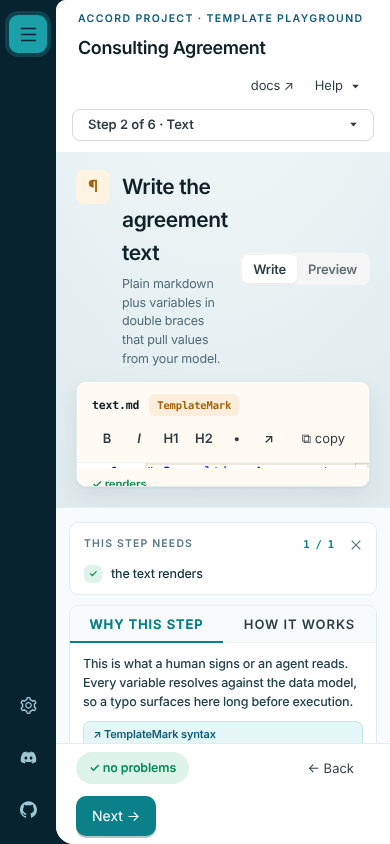 ACCORD PROJECT · TEMPLATE PLAYGROUND
Consulting Agreement
docs ↗ Help
Step 2 of 6 · Text
¶
Write the
agreement
text
Plain markdown
plus variables in
double braces
that pull values
from your model.
Write Preview
text.md TemplateMark
B I H1 H2 • ↗ ⧉ copy
✓ renders
THIS STEP NEEDS 1 / 1 ×
✓ the text renders
WHY THIS STEP HOW IT WORKS
This is what a human signs or an agent reads.
Every variable resolves against the data model,
so a typo surfaces here long before execution.
↗ TemplateMark syntax
✓ no problems ← Back
Next →